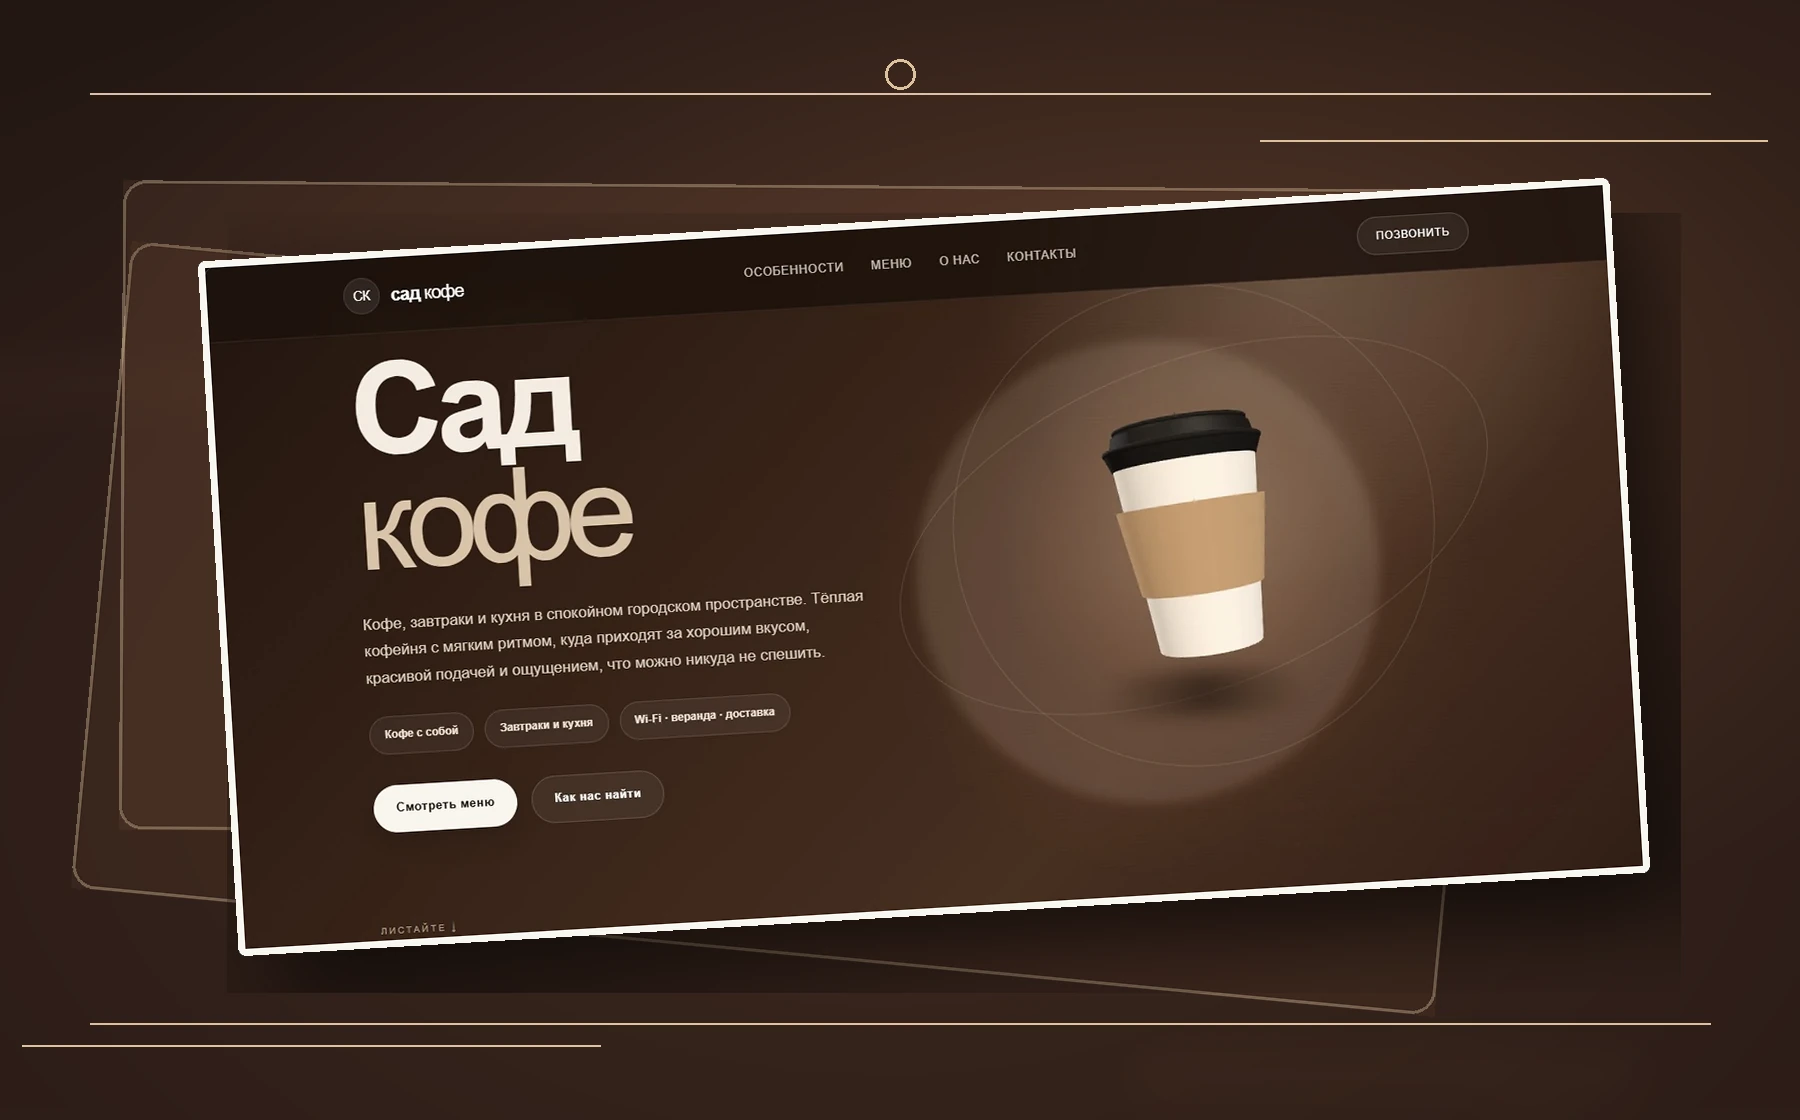 СК
сад кофе
ОСОБЕННОСТИ
МЕНЮ
О НАС
КОНТАКТЫ
ПОЗВОНИТЬ
Сад
кофе
Кофе, завтраки и кухня в спокойном городском пространстве. Тёплая
кофейня с мягким ритмом, куда приходят за хорошим вкусом,
красивой подачей и ощущением, что можно никуда не спешить.
Кофе с собой
Завтраки и кухня
Wi-Fi · веранда · доставка
Смотреть меню
Как нас найти
ЛИСТАЙТЕ ↓